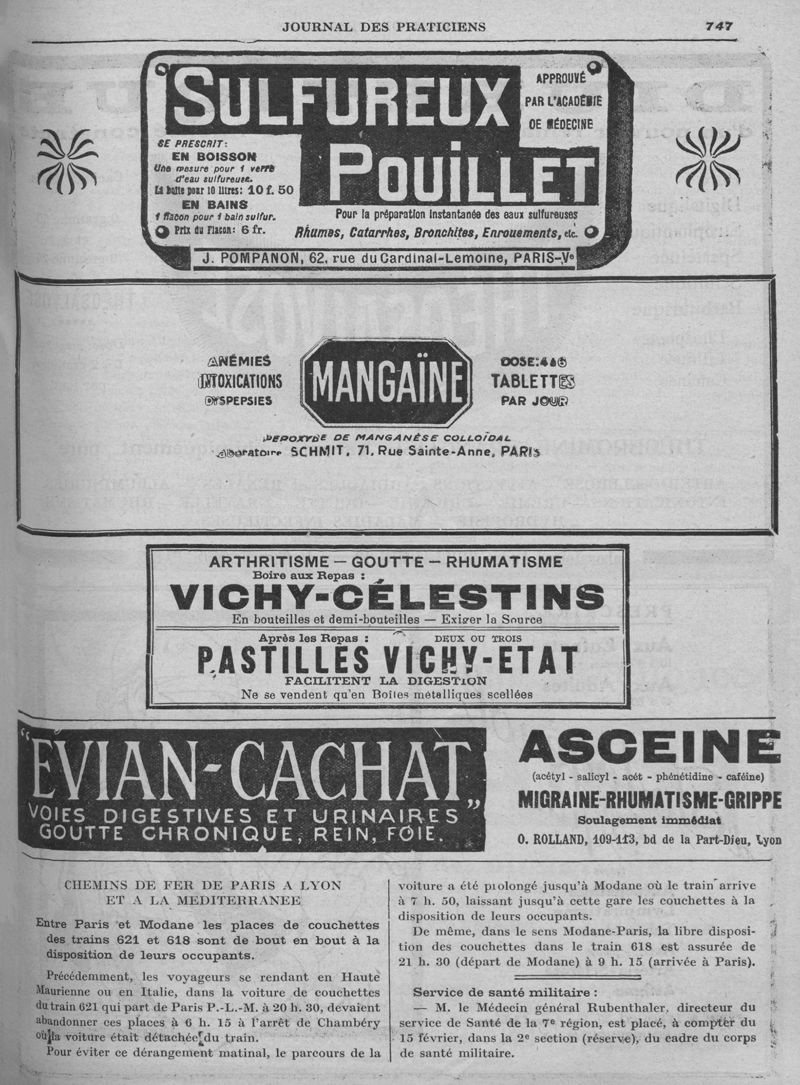 JOURNAL DES PRATICIENS 747
SULFUREUX
POUILLET
APPROUVÉ
PAR L'ACADÉMIE
DE MÉDECINE
SE PRESCRIT:
EN BOISSON
Une mesure pour 1 verre
d'eau sulfureuse.
La boîte pour 10 litres: 10 f. 50
EN BAINS
1 flacon pour 1 bain sulfur.
Prix du Flacon: 6 fr.
Pour la préparation instantanée des eaux sulfureuses
Rhumes, Catarrhes, Bronchites, Enrouements, etc.
J. POMPANON, 62, rue du Cardinal-Lemoine, PARIS-Ve
ANÉMIES
INTOXICATIONS
DYSPEPSIES
MANGAÏNE
DOSE: 4 à 6
TABLETTES
PAR JOUR
DEPOXYDE DE MANGANÈSE COLLOÏDAL
Laboratoire SCHMIT, 71, Rue Sainte-Anne, PARIS
ARTHRITISME — GOUTTE — RHUMATISME
Boire aux Repas :
VICHY-CÉLESTINS
En bouteilles et demi-bouteilles — Exiger la Source
Après les Repas : DEUX OU TROIS
PASTILLES VICHY-ETAT
FACILITENT LA DIGESTION
Ne se vendent qu'en Boites metalliques scellées
"EVIAN-CACHAT"
VOIES DIGESTIVES ET URINAIRES
GOUTTE CHRONIQUE, REIN, FOIE.
ASCEINE
(acétyl - salicyl - acét - phénétidine - caféine)
MIGRAINE-RHUMATISME-GRIPPE
Soulagement immédiat
O. ROLLAND, 109-113, bd de la Part-Dieu, Lyon
CHEMINS DE FER DE PARIS A LYON
ET A LA MEDITERRANEE
Entre Paris et Modane les places de couchettes
des trains 621 et 618 sont de bout en bout à la
disposition de leurs occupants.
Précédemment, les voyageurs se rendant en Haute
Maurienne ou en Italie, dans la voiture de couchettes
du train 621 qui part de Paris P.-L.-M. à 20 h. 30, devaient
abandonner ces places à 6 h. 15 à l'arrêt de Chambéry
où la voiture était détachée du train.
Pour éviter ce dérangement matinal, le parcours de la
voiture a été prolongé jusqu'à Modane où le train arrive
à 7 h. 50, laissant jusqu'à cette gare les couchettes à la
disposition de leurs occupants.
De même, dans le sens Modane-Paris, la libre disposi-
tion des couchettes dans le train 618 est assurée de
21 h. 30 (départ de Modane) à 9 h. 15 (arrivée à Paris).
Service de santé militaire :
— M. le Médecin général Rubenthaler, directeur du
service de Santé de la 7e région, est placé, à compter du
15 février, dans la 2e section (réserve), du cadre du corps
de santé militaire.